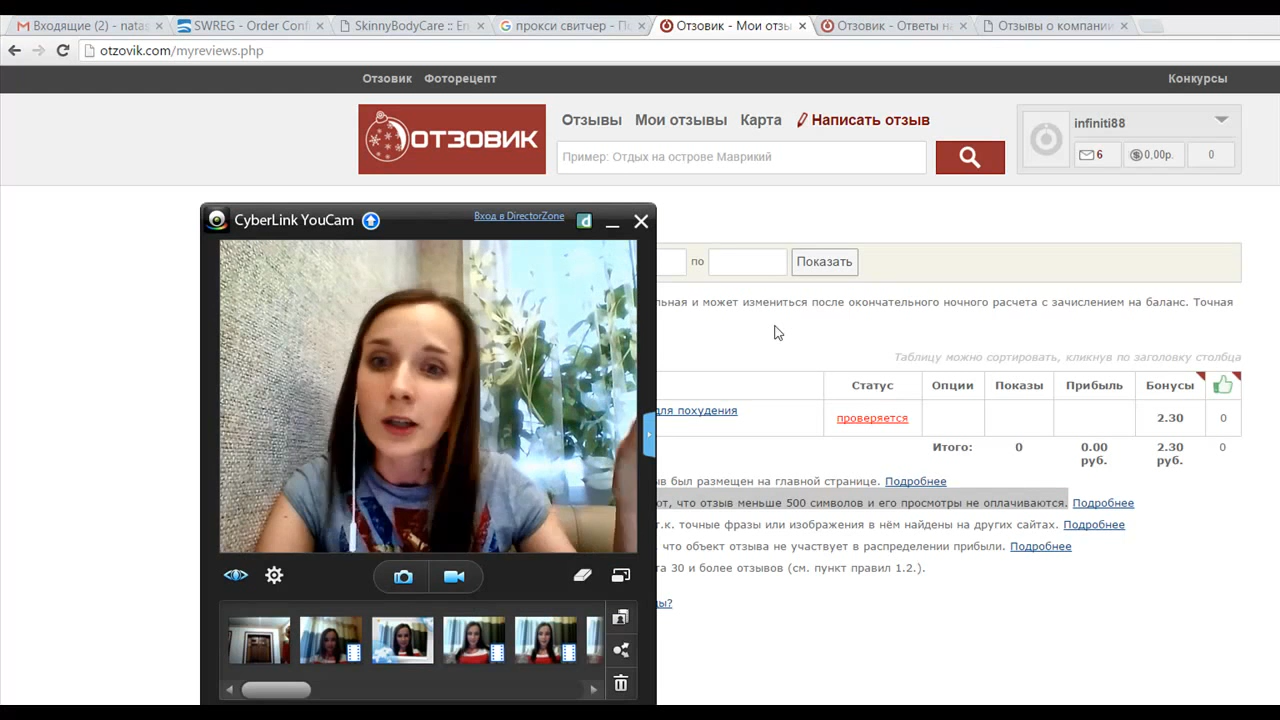 Входящие (2) - natas
SWREG - Order Conf
SkinnyBodyCare :: En
прокси свитчер - По
Отзовик - Мои отзы
Отзовик - Ответы на
Отзывы о компании
otzovik.com/myreviews.php
Отзовик Фоторецепт Конкурсы
ОТЗОВИК
Отзывы Мои отзывы Карта Написать отзыв
Пример: Отдых на острове Маврикий
infiniti88
6 0,00р. 0
CyberLink YouCam
Вход в DirectorZone
по Показать
льная и может измениться после окончательного ночного расчета с зачислением на баланс. Точная
Таблицу можно сортировать, кликнув по заголовку столбца
Статус Опции Показы Прибыль Бонусы
для похудения проверяется 2.30 0
Итого: 0 0.00 руб. 2.30 руб. 0
ыв был размещен на главной странице. Подробнее
от, что отзыв меньше 500 символов и его просмотры не оплачиваются. Подробнее
т.к. точные фразы или изображения в нём найдены на других сайтах. Подробнее
что объект отзыва не участвует в распределении прибыли. Подробнее
та 30 и более отзывов (см. пункт правил 1.2.).
ды?